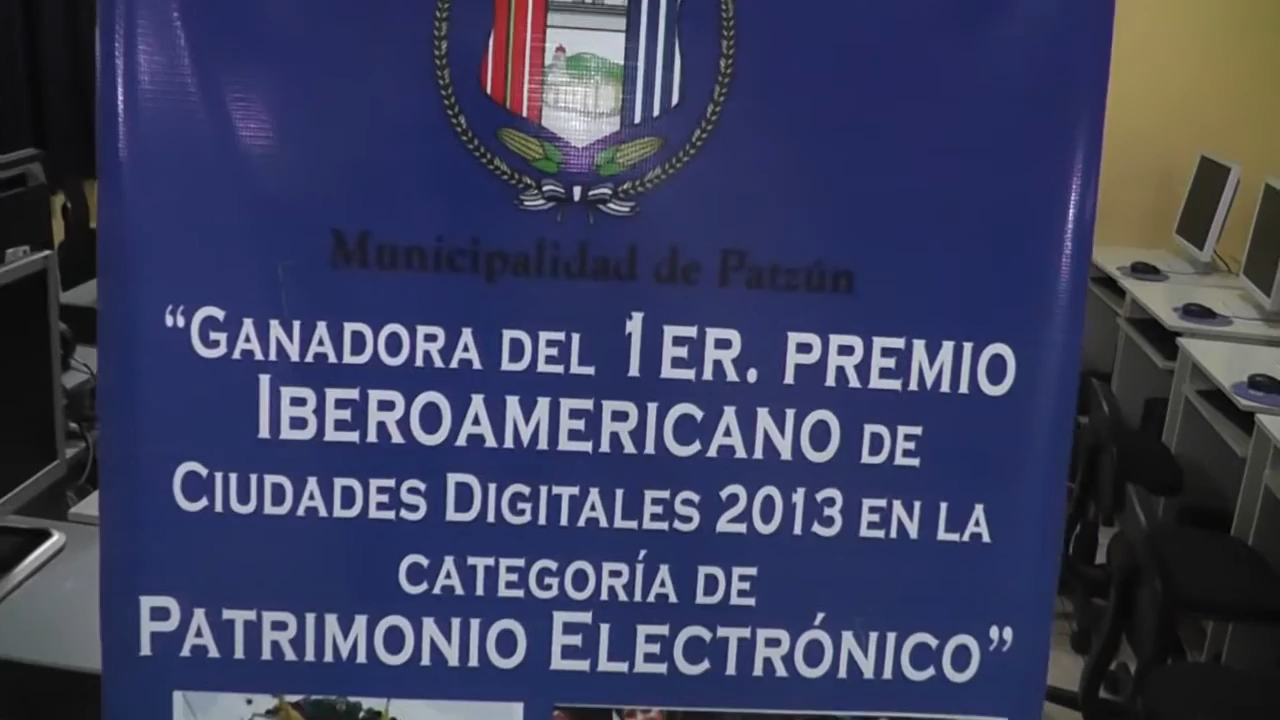 Municipalidad de Patzún
“GANADORA DEL 1ER. PREMIO
IBEROAMERICANO DE
CIUDADES DIGITALES 2013 EN LA
CATEGORÍA DE
PATRIMONIO ELECTRÓNICO”